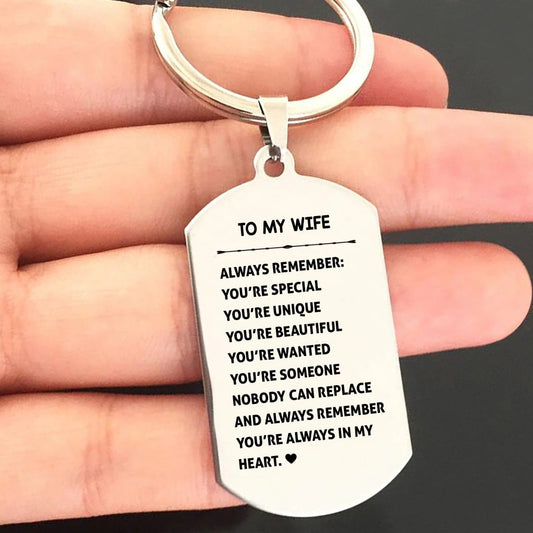 TO MY WIFE
ALWAYS REMEMBER:
YOU'RE SPECIAL
YOU'RE UNIQUE
YOU'RE BEAUTIFUL
YOU'RE WANTED
YOU'RE SOMEONE
NOBODY CAN REPLACE
AND ALWAYS REMEMBER
YOU'RE ALWAYS IN MY
HEART. ♥